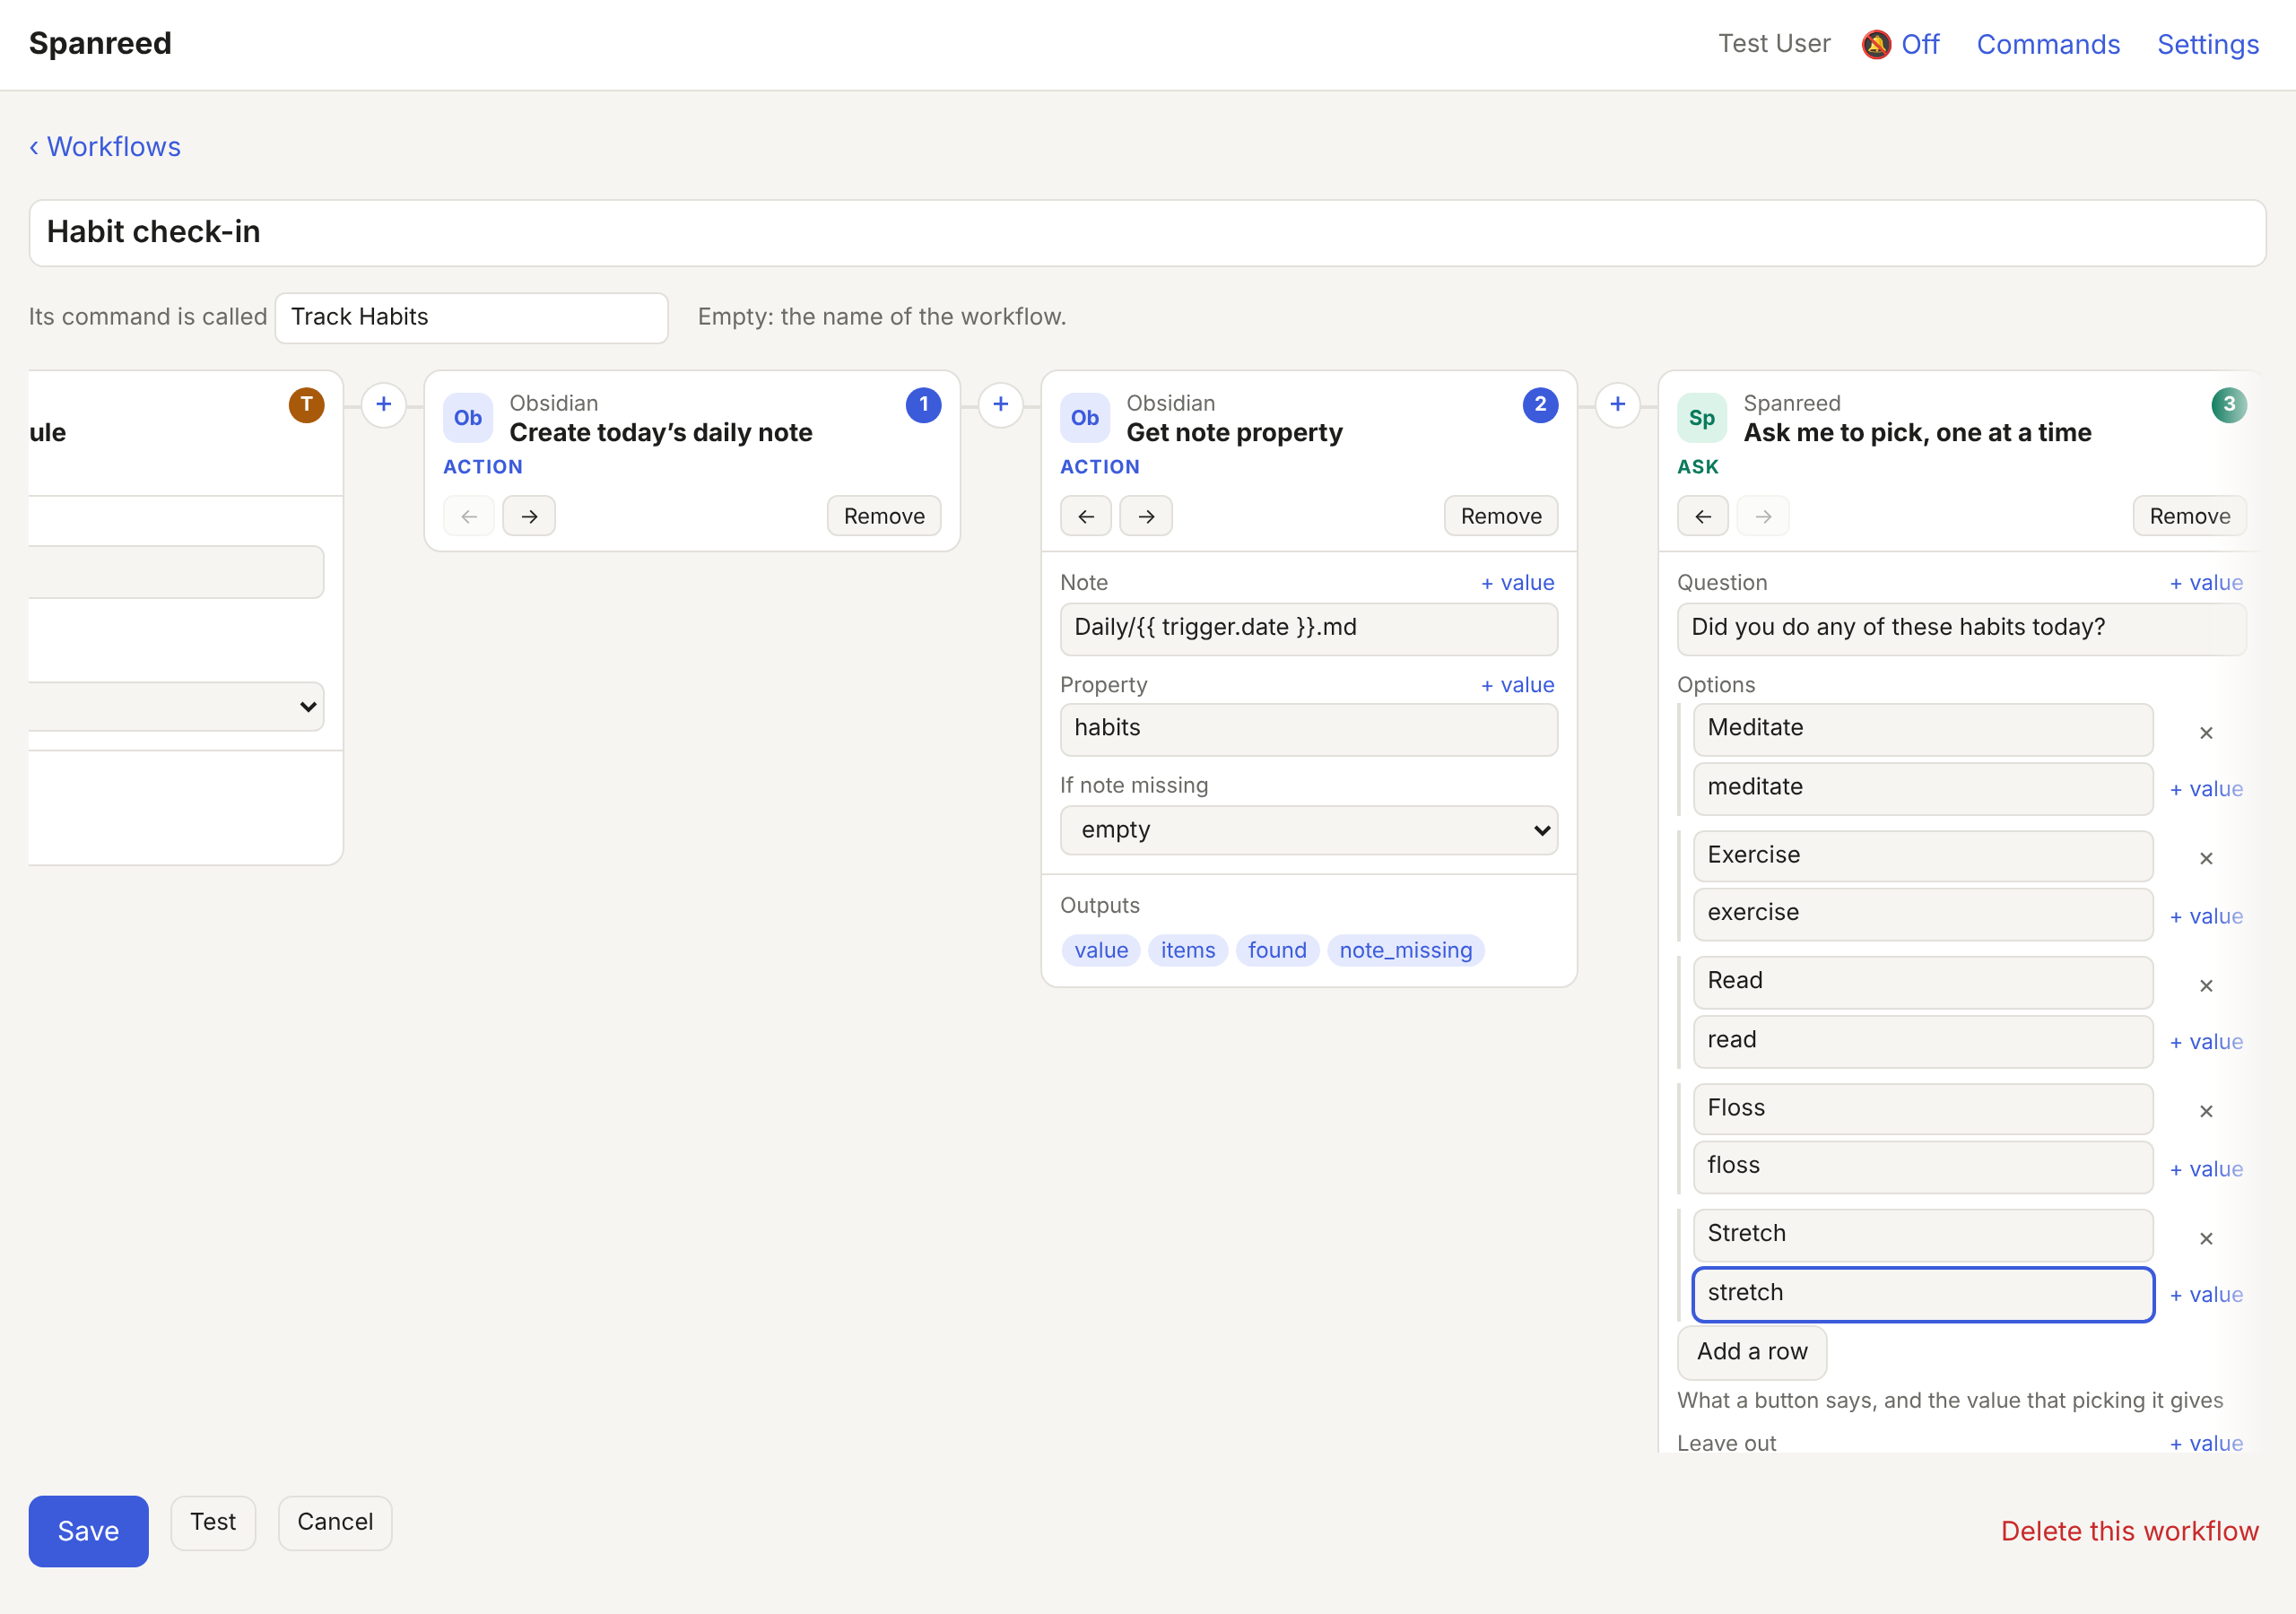 Spanreed
Test User
Off
Commands
Settings
‹ Workflows
Habit check-in
Its command is called
Track Habits
Empty: the name of the workflow.
ule
T
+
Ob
Obsidian
Create today’s daily note
1
ACTION
← →
Remove
+
Ob
Obsidian
Get note property
2
ACTION
← →
Remove
Note
+ value
Daily/{{ trigger.date }}.md
Property
+ value
habits
If note missing
empty
Outputs
value items found note_missing
+
Sp
Spanreed
Ask me to pick, one at a time
3
ASK
← →
Remove
Question
+ value
Did you do any of these habits today?
Options
Meditate
×
meditate
+ value
Exercise
×
exercise
+ value
Read
×
read
+ value
Floss
×
floss
+ value
Stretch
×
stretch
+ value
Add a row
What a button says, and the value that picking it gives
Leave out
+ value
Save
Test
Cancel
Delete this workflow